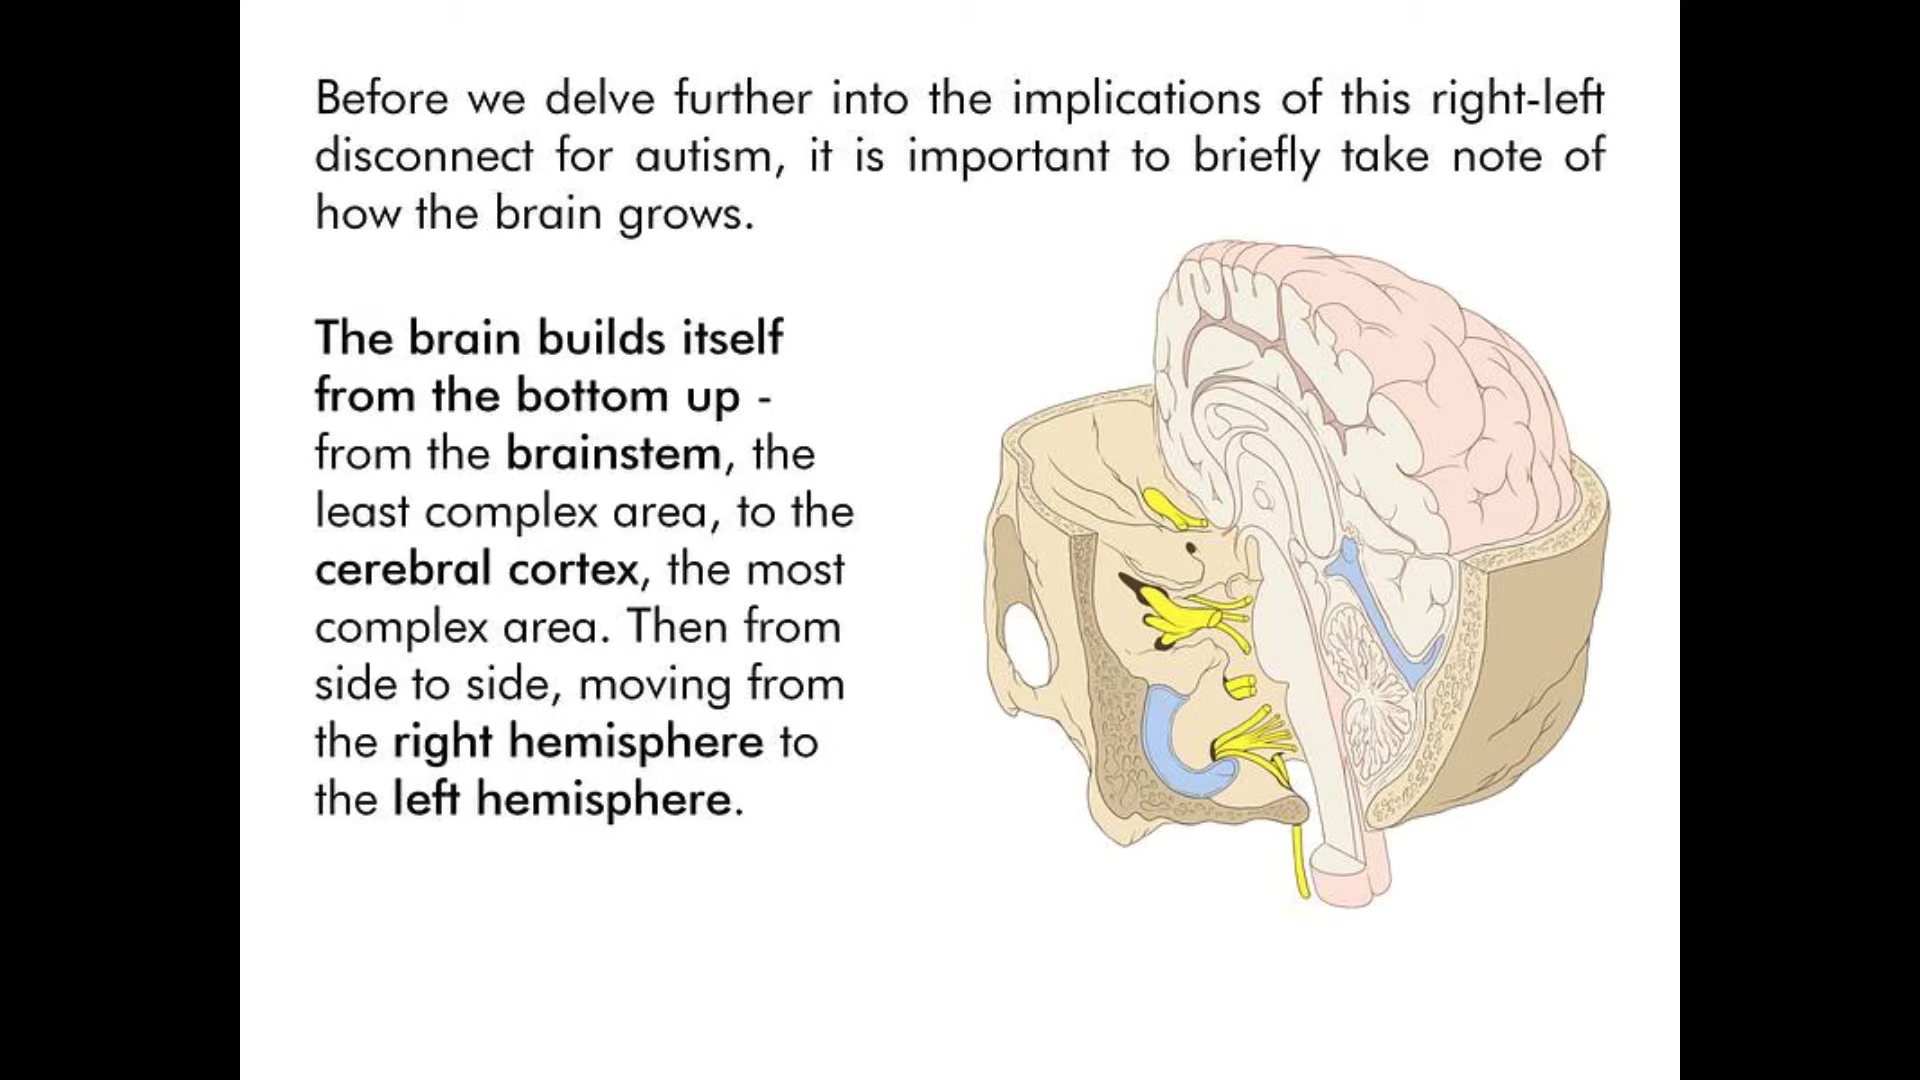 Before we delve further into the implications of this right-left
disconnect for autism, it is important to briefly take note of
how the brain grows.
The brain builds itself
from the bottom up -
from the brainstem, the
least complex area, to the
cerebral cortex, the most
complex area. Then from
side to side, moving from
the right hemisphere to
the left hemisphere.